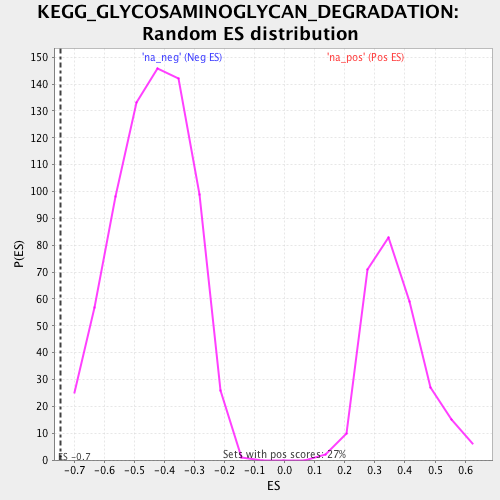 KEGG_GLYCOSAMINOGLYCAN_DEGRADATION:
Random ES distribution
'na_neg' (Neg ES)
'na_pos' (Pos ES)
P(ES)
150
140
130
120
110
100
90
80
70
60
50
40
30
20
10
0
ES -0.7
Sets with pos scores: 27%
-0.7 -0.6 -0.5 -0.4 -0.3 -0.2 -0.1 0.0 0.1 0.2 0.3 0.4 0.5 0.6
ES